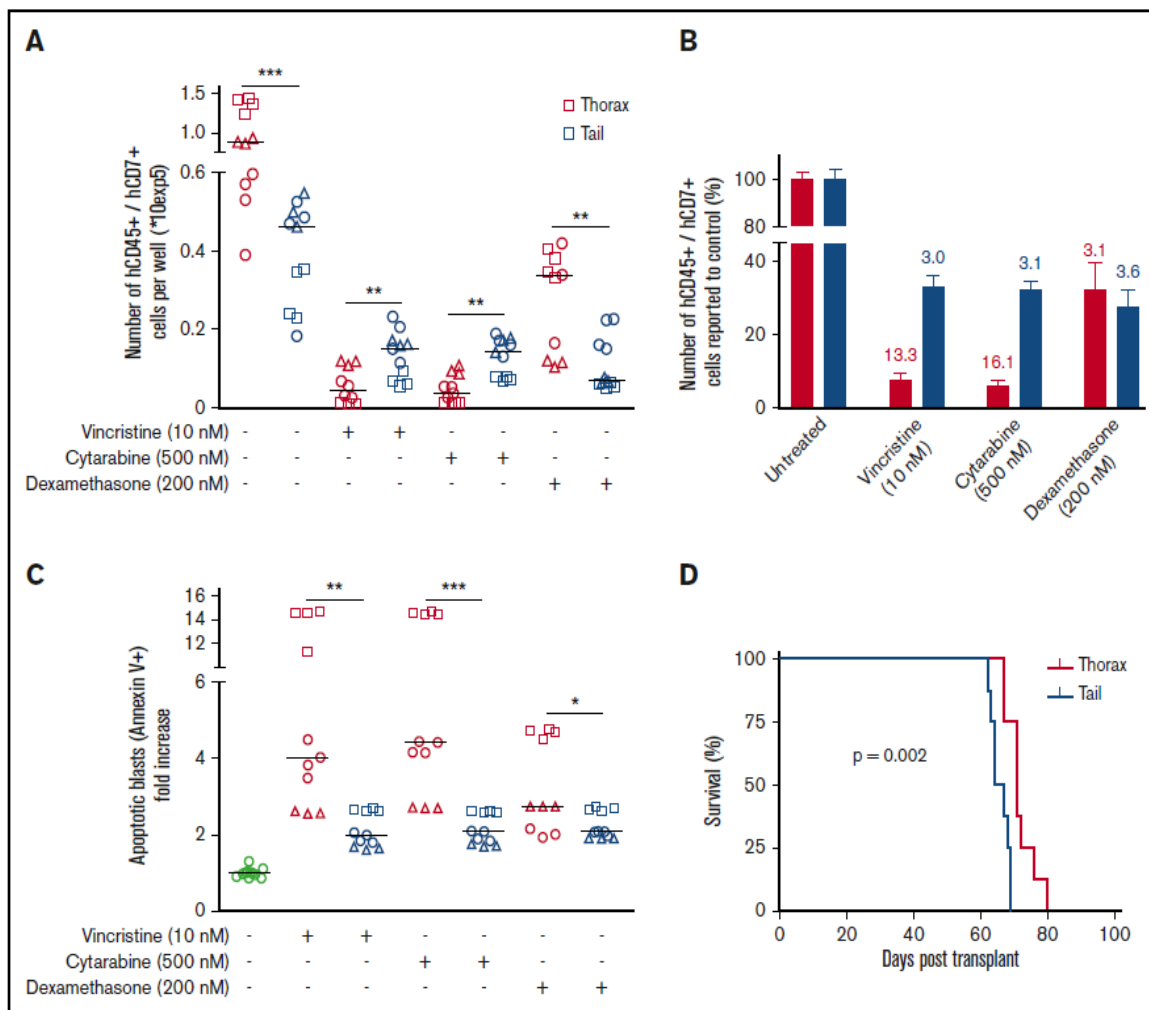 A
***
1.5
1.0
0.6
0.4
0.2
0
Number of hCD45+ / hCD7+
cells per well (*10exp5)
Thorax
Tail
**
**
**
Vincristine (10 nM) - - + + - - - -
Cytarabine (500 nM) - - - - + + - -
Dexamethasone (200 nM) - - - - - - + +
B
Number of hCD45+ / hCD7+
cells reported to control (%)
100
80
40
20
0
13.3
3.0
16.1
3.1
3.1
3.6
Untreated
Vincristine
(10 nM)
Cytarabine
(500 nM)
Dexamethasone
(200 nM)
C
Apoptotic blasts (Annexin V+)
fold increase
16
14
12
6
4
2
0
**
***
*
Vincristine (10 nM) - + + - - - -
Cytarabine (500 nM) - - - + + - -
Dexamethasone (200 nM) - - - - - + +
D
Survival (%)
100
75
50
25
0
Thorax
Tail
p = 0.002
0 20 40 60 80 100
Days post transplant